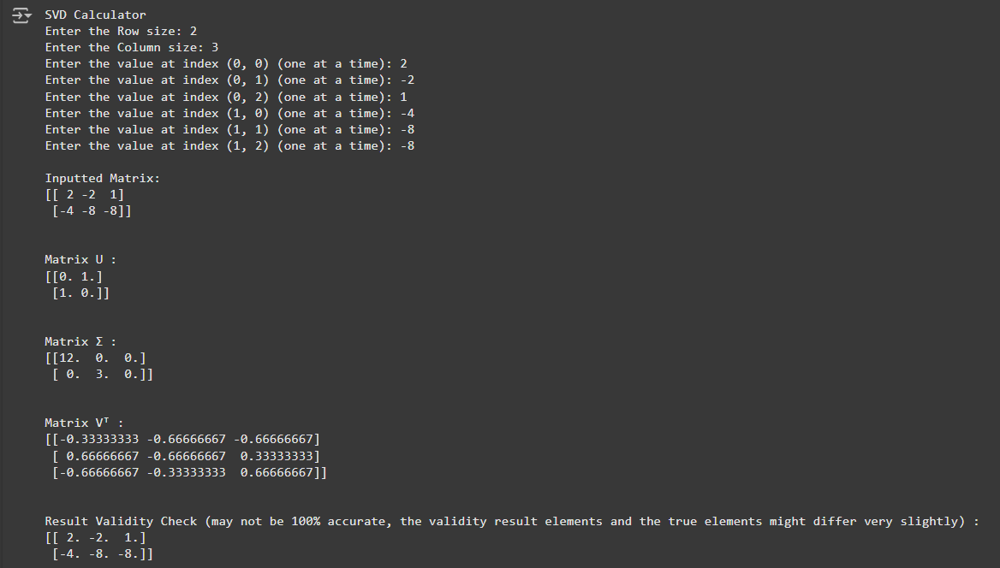 SVD Calculator
Enter the Row size: 2
Enter the Column size: 3
Enter the value at index (0, 0) (one at a time): 2
Enter the value at index (0, 1) (one at a time): -2
Enter the value at index (0, 2) (one at a time): 1
Enter the value at index (1, 0) (one at a time): -4
Enter the value at index (1, 1) (one at a time): -8
Enter the value at index (1, 2) (one at a time): -8
Inputted Matrix:
[[ 2 -2  1]
 [-4 -8 -8]]
Matrix U :
[[0. 1.]
 [1. 0.]]
Matrix Σ :
[[12.  0.  0.]
 [ 0.  3.  0.]]
Matrix Vᵀ :
[[-0.33333333 -0.66666667 -0.66666667]
 [ 0.66666667 -0.66666667  0.33333333]
 [-0.66666667 -0.33333333  0.66666667]]
Result Validity Check (may not be 100% accurate, the validity result elements and the true elements might differ very slightly) :
[[ 2. -2.  1.]
 [-4. -8. -8.]]